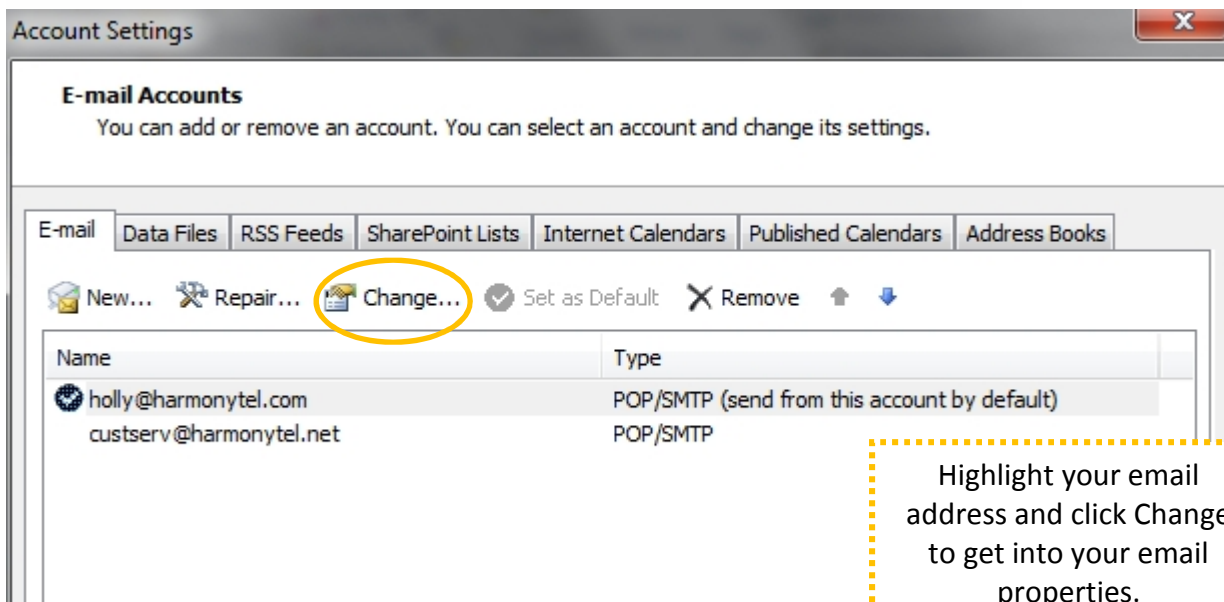 Account Settings
E-mail Accounts
You can add or remove an account. You can select an account and change its settings.
E-mail Data Files RSS Feeds SharePoint Lists Internet Calendars Published Calendars Address Books
New... Repair... Change... Set as Default Remove
Name Type
holly@harmonytel.com POP/SMTP (send from this account by default)
custserv@harmonytel.net POP/SMTP
Highlight your email
address and click Change
to get into your email
properties.